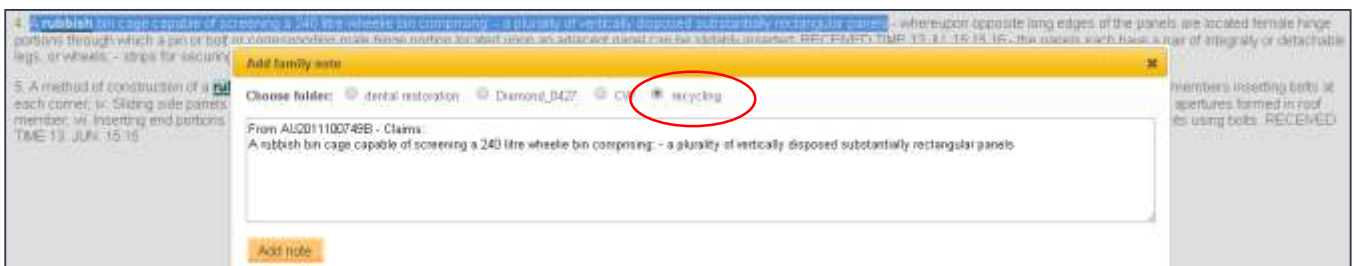 4. A rubbish bin cage capable of screening a 240 litre wheelie bin comprising: - a plurality of vertically disposed substantially rectangular panels - whereupon opposite long edges of the panels are located female hinge
portions through which a pin or bolt or corresponding male hinge portion located upon an adjacent panel can be slidably inserted. RECEIVED TIME 13. JU. 15:15 16 - the panels each have a pair of integrally or detachable
legs, or wheels; - strips for securing
Add family note
5. A method of construction of a
members inserting bolts at
Choose folder: dental restoration Diamond_0427 CV recycling
each corner; iv. Sliding side panels
apertures formed in roof
member; vi. Inserting end portions
using bolts. RECEIVED
TIME 13. JUN. 15:15
From AU2011100749B - Claims:
A rubbish bin cage capable of screening a 240 litre wheelie bin comprising: - a plurality of vertically disposed substantially rectangular panels
Add note